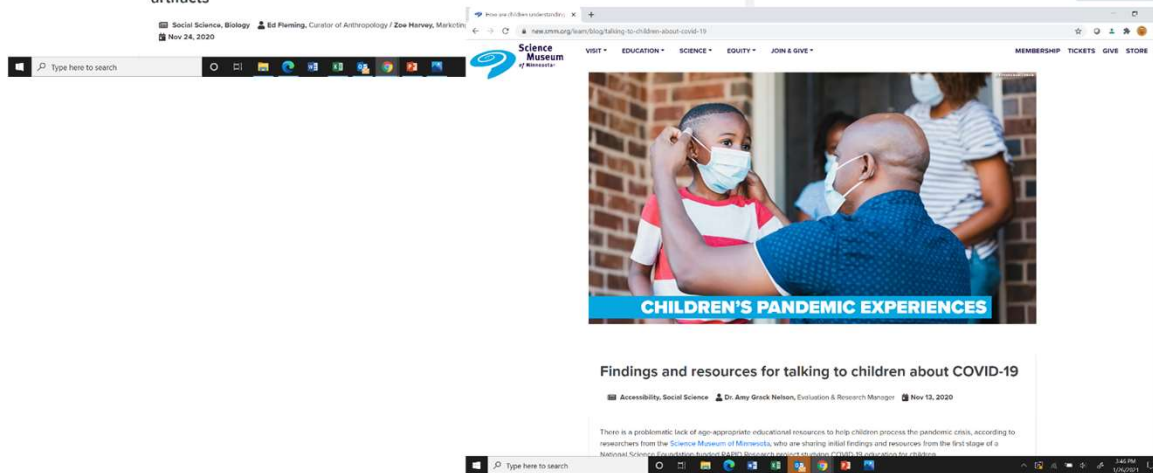 artifacts
Social Science, Biology Ed Fleming, Curator of Anthropology / Zoe Harvey, Marketing
Nov 24, 2020
Type here to search
How are children understanding
new.smm.org/learn/blog/talking-to-children-about-covid-19
Science
Museum
of Minnesota
VISIT EDUCATION SCIENCE EQUITY JOIN & GIVE
MEMBERSHIP TICKETS GIVE STORE
CHILDREN'S PANDEMIC EXPERIENCES
Findings and resources for talking to children about COVID-19
Accessibility, Social Science Dr. Amy Grack Nelson, Evaluation & Research Manager Nov 13, 2020
There is a problematic lack of age-appropriate educational resources to help children process the pandemic crisis, according to
researchers from the Science Museum of Minnesota, who are sharing initial findings and resources from the first stage of a
National Science Foundation funded RAPID Research project studying COVID-19 education for children.
Type here to search
3:46 PM
1/26/2021